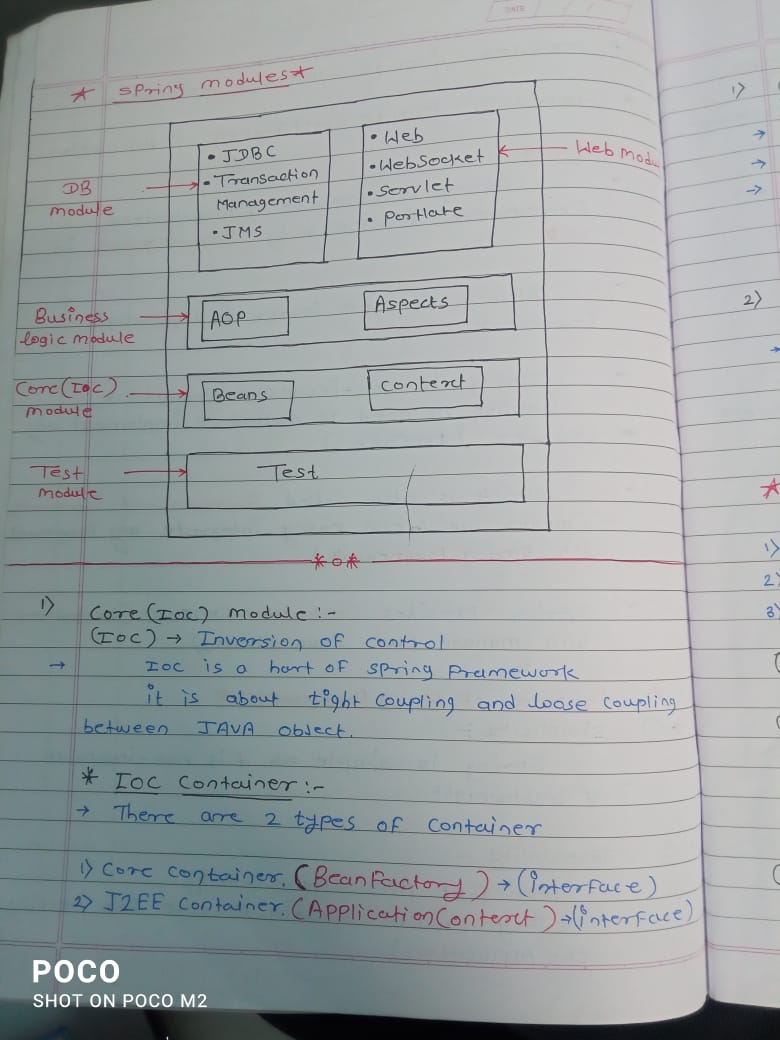 DATE
* Spring modules *
• JDBC
• Transaction
Management
• JMS
• Web
• WebSocket
• Servlet
• Portlate
DB
module
Web modu
AOP
Aspects
Business
logic module
Beans
Context
Core (IOC)
module
Test
Test
module
* o *
1) Core (IOC) module :-
(IOC) → Inversion of control
→ IOC is a hart of spring framework
it is about tight coupling and loose coupling
between JAVA object.
* IOC Container :-
→ There are 2 types of container
1) Core container. (BeanFactory) → (interface)
2) J2EE container. (ApplicationContext) → (interface)
1)
→
→
→
2)
→
*
1)
2)
3)
POCO
SHOT ON POCO M2